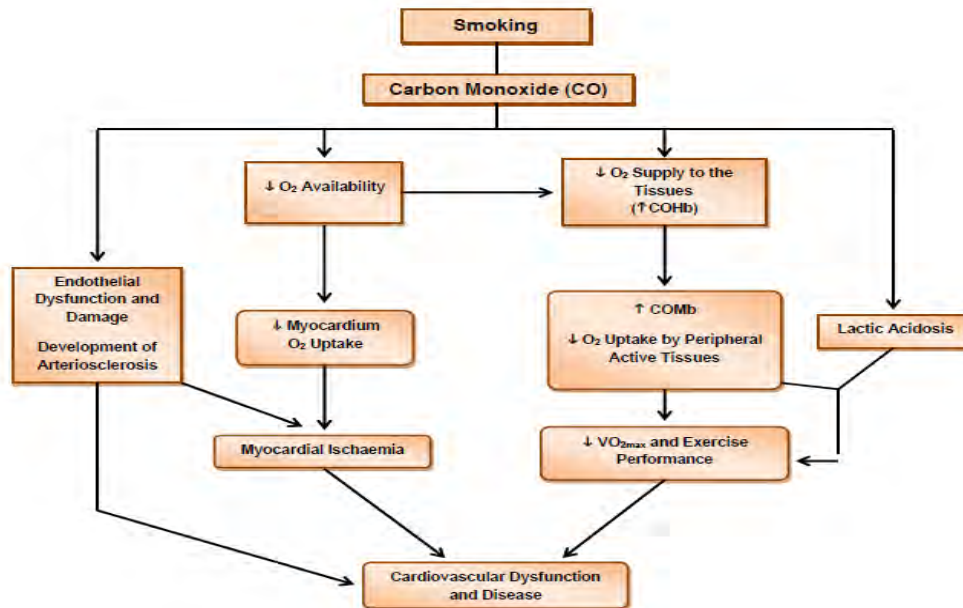 Smoking
Carbon Monoxide (CO)
↓ O₂ Availability
↓ O₂ Supply to the
Tissues
(↑COHb)
Endothelial
Dysfunction and
Damage
Development of
Arteriosclerosis
↓ Myocardium
O₂ Uptake
↑ COMb
↓ O₂ Uptake by Peripheral
Active Tissues
Lactic Acidosis
Myocardial Ischaemia
↓ VO₂max and Exercise
Performance
Cardiovascular Dysfunction
and Disease